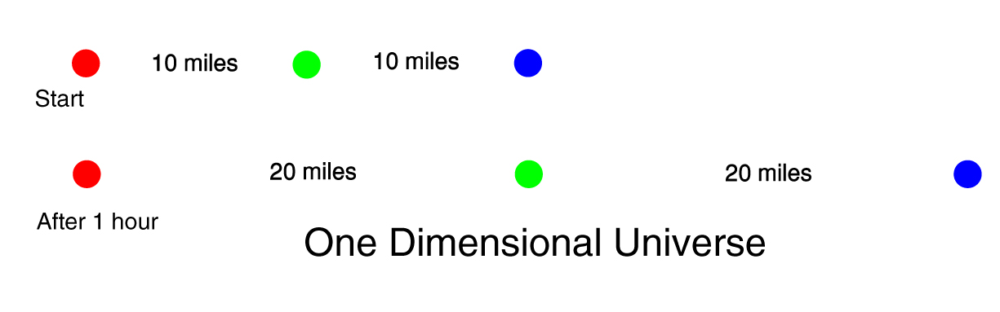 10 miles
10 miles
Start
20 miles
20 miles
After 1 hour
One Dimensional Universe